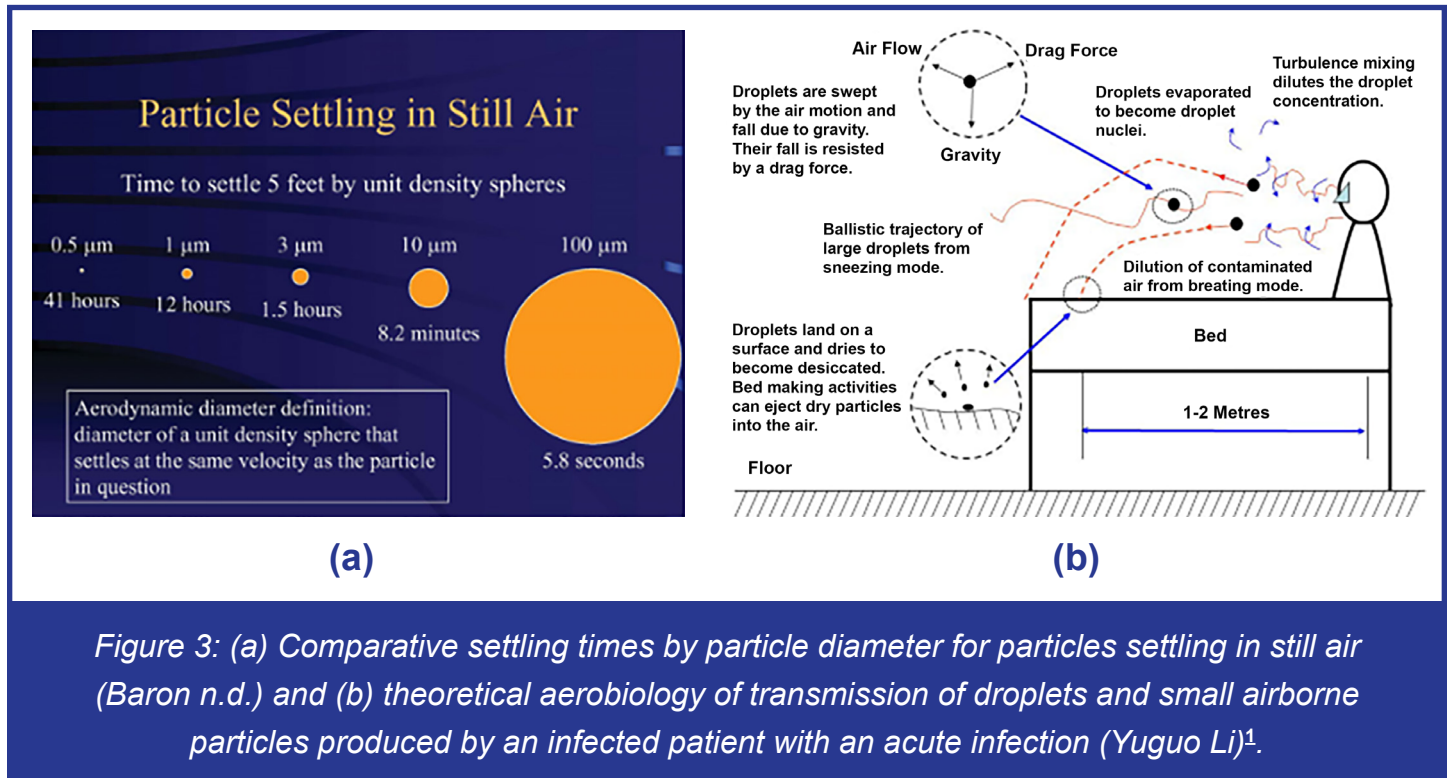 Particle Settling in Still Air
Time to settle 5 feet by unit density spheres
0.5 µm
1 µm
3 µm
10 µm
100 µm
41 hours
12 hours
1.5 hours
8.2 minutes
5.8 seconds
Aerodynamic diameter definition:
diameter of a unit density sphere that
settles at the same velocity as the particle
in question
(a)
Air Flow
Drag Force
Gravity
Droplets are swept
by the air motion and
fall due to gravity.
Their fall is resisted
by a drag force.
Droplets evaporated
to become droplet
nuclei.
Turbulence mixing
dilutes the droplet
concentration.
Ballistic trajectory of
large droplets from
sneezing mode.
Dilution of contaminated
air from breating mode.
Droplets land on a
surface and dries to
become desiccated.
Bed making activities
can eject dry particles
into the air.
Bed
1-2 Metres
Floor
(b)
Figure 3: (a) Comparative settling times by particle diameter for particles settling in still air
(Baron n.d.) and (b) theoretical aerobiology of transmission of droplets and small airborne
particles produced by an infected patient with an acute infection (Yuguo Li)¹.